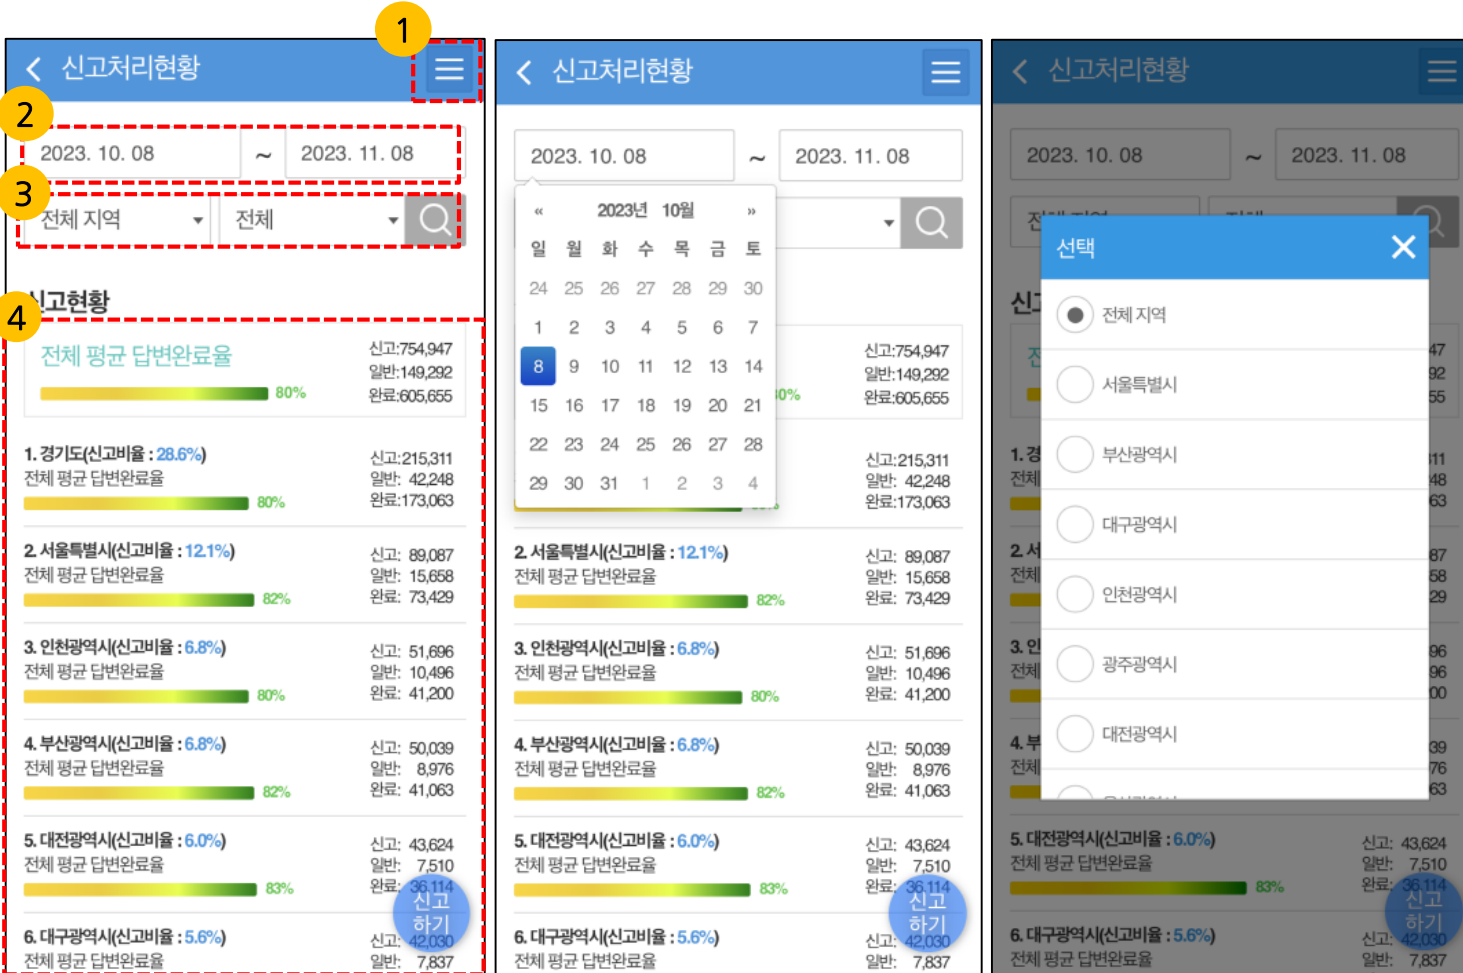 1
신고처리현황
2
2023. 10. 08 ~ 2023. 11. 08
3
전체 지역 전체
신고현황
4
전체 평균 답변완료율
80%
신고:754,947
일반:149,292
완료:605,655
1. 경기도(신고비율 : 28.6%)
전체 평균 답변완료율
80%
신고:215,311
일반: 42,248
완료:173,063
2. 서울특별시(신고비율 : 12.1%)
전체 평균 답변완료율
82%
신고: 89,087
일반: 15,658
완료: 73,429
3. 인천광역시(신고비율 : 6.8%)
전체 평균 답변완료율
80%
신고: 51,696
일반: 10,496
완료: 41,200
4. 부산광역시(신고비율 : 6.8%)
전체 평균 답변완료율
82%
신고: 50,039
일반: 8,976
완료: 41,063
5. 대전광역시(신고비율 : 6.0%)
전체 평균 답변완료율
83%
신고: 43,624
일반: 7,510
완료: 36,114
6. 대구광역시(신고비율 : 5.6%)
전체 평균 답변완료율
신고: 42,030
일반: 7,837
신고
하기
신고처리현황
2023. 10. 08 ~ 2023. 11. 08
« 2023년 10월 »
일 월 화 수 목 금 토
24 25 26 27 28 29 30
1 2 3 4 5 6 7
8 9 10 11 12 13 14
15 16 17 18 19 20 21
22 23 24 25 26 27 28
29 30 31 1 2 3 4
신고:754,947
일반:149,292
완료:605,655
신고:215,311
일반: 42,248
완료:173,063
2. 서울특별시(신고비율 : 12.1%)
전체 평균 답변완료율
82%
신고: 89,087
일반: 15,658
완료: 73,429
3. 인천광역시(신고비율 : 6.8%)
전체 평균 답변완료율
80%
신고: 51,696
일반: 10,496
완료: 41,200
4. 부산광역시(신고비율 : 6.8%)
전체 평균 답변완료율
82%
신고: 50,039
일반: 8,976
완료: 41,063
5. 대전광역시(신고비율 : 6.0%)
전체 평균 답변완료율
83%
신고: 43,624
일반: 7,510
완료: 36,114
6. 대구광역시(신고비율 : 5.6%)
전체 평균 답변완료율
신고: 42,030
일반: 7,837
신고
하기
신고처리현황
2023. 10. 08 ~ 2023. 11. 08
선택
전체 지역
서울특별시
부산광역시
대구광역시
인천광역시
광주광역시
대전광역시
5. 대전광역시(신고비율 : 6.0%)
전체 평균 답변완료율
83%
신고: 43,624
일반: 7,510
완료: 36,114
6. 대구광역시(신고비율 : 5.6%)
전체 평균 답변완료율
신고: 42,030
일반: 7,837
신고
하기